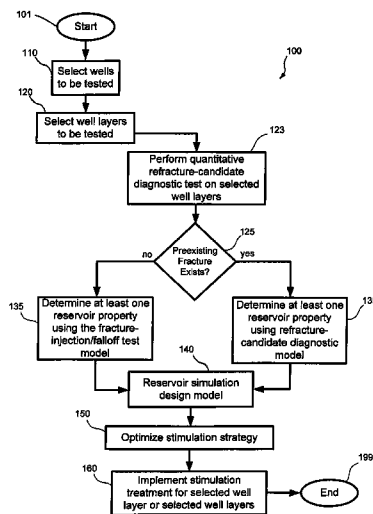 101
Start
100
110
Select wells
to be tested
120
Select well layers
to be tested
123
Perform quantitative
refracture-candidate
diagnostic test on selected
well layers
125
Preexisting
Fracture
Exists?
no
yes
135
Determine at least one
reservoir property
using the fracture-
injection/falloff test
model
13
Determine at least one
reservoir property
using refracture-
candidate diagnostic
model
140
Reservoir simulation
design model
150
Optimize stimulation strategy
160
Implement stimulation
treatment for selected well
layer or selected well layers
199
End